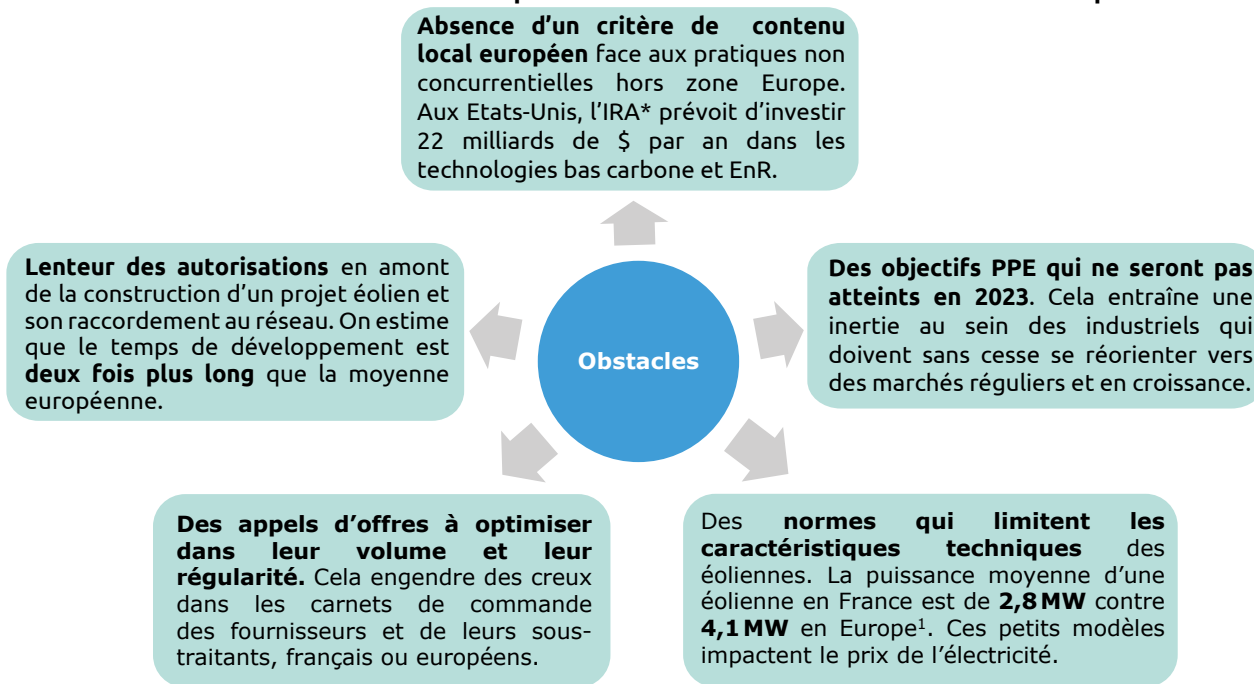 Absence d’un critère de contenu
local européen face aux pratiques non
concurrentielles hors zone Europe.
Aux Etats-Unis, l’IRA* prévoit d’investir
22 milliards de $ par an dans les
technologies bas carbone et EnR.
Lenteur des autorisations en amont
de la construction d’un projet éolien et
son raccordement au réseau. On estime
que le temps de développement est
deux fois plus long que la moyenne
européenne.
Obstacles
Des objectifs PPE qui ne seront pas
atteints en 2023. Cela entraîne une
inertie au sein des industriels qui
doivent sans cesse se réorienter vers
des marchés réguliers et en croissance.
Des appels d’offres à optimiser
dans leur volume et leur
régularité. Cela engendre des creux
dans les carnets de commande
des fournisseurs et de leurs sous-
traitants, français ou européens.
Des normes qui limitent les
caractéristiques techniques des
éoliennes. La puissance moyenne d’une
éolienne en France est de 2,8 MW contre
4,1 MW en Europe¹. Ces petits modèles
impactent le prix de l’électricité.